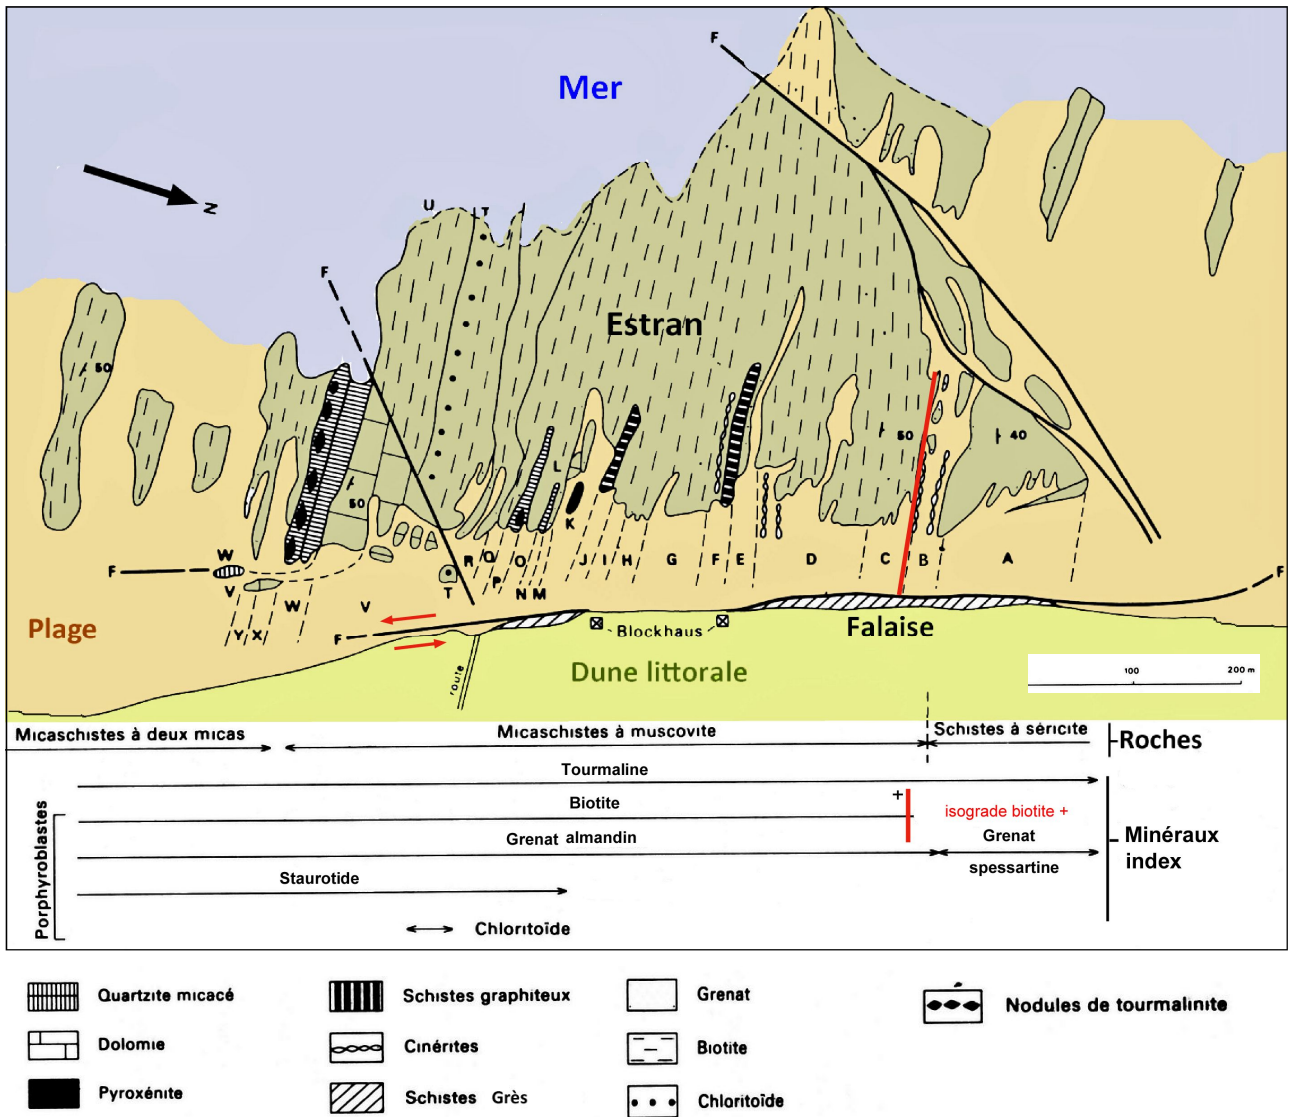 F
Mer
N
U
T
F
50
Estran
50
50
40
L
K
W
F
V
R
Q
P
O
N
M
J
I
H
G
F
E
D
C
B
A
T
Y
X
W
V
F
F
Plage
Blockhaus
Falaise
route
Dune littorale
100
200 m
Micaschistes à deux micas
Micaschistes à muscovite
Schistes à séricite
Roches
Tourmaline
Biotite
+
isograde biotite +
Grenat almandin
Grenat
spessartine
Minéraux
index
Staurotide
Chloritoïde
Porphyroblastes
Quartzite micacé
Schistes graphiteux
Grenat
Nodules de tourmalinite
Dolomie
Cinérites
Biotite
Pyroxénite
Schistes Grès
Chloritoïde